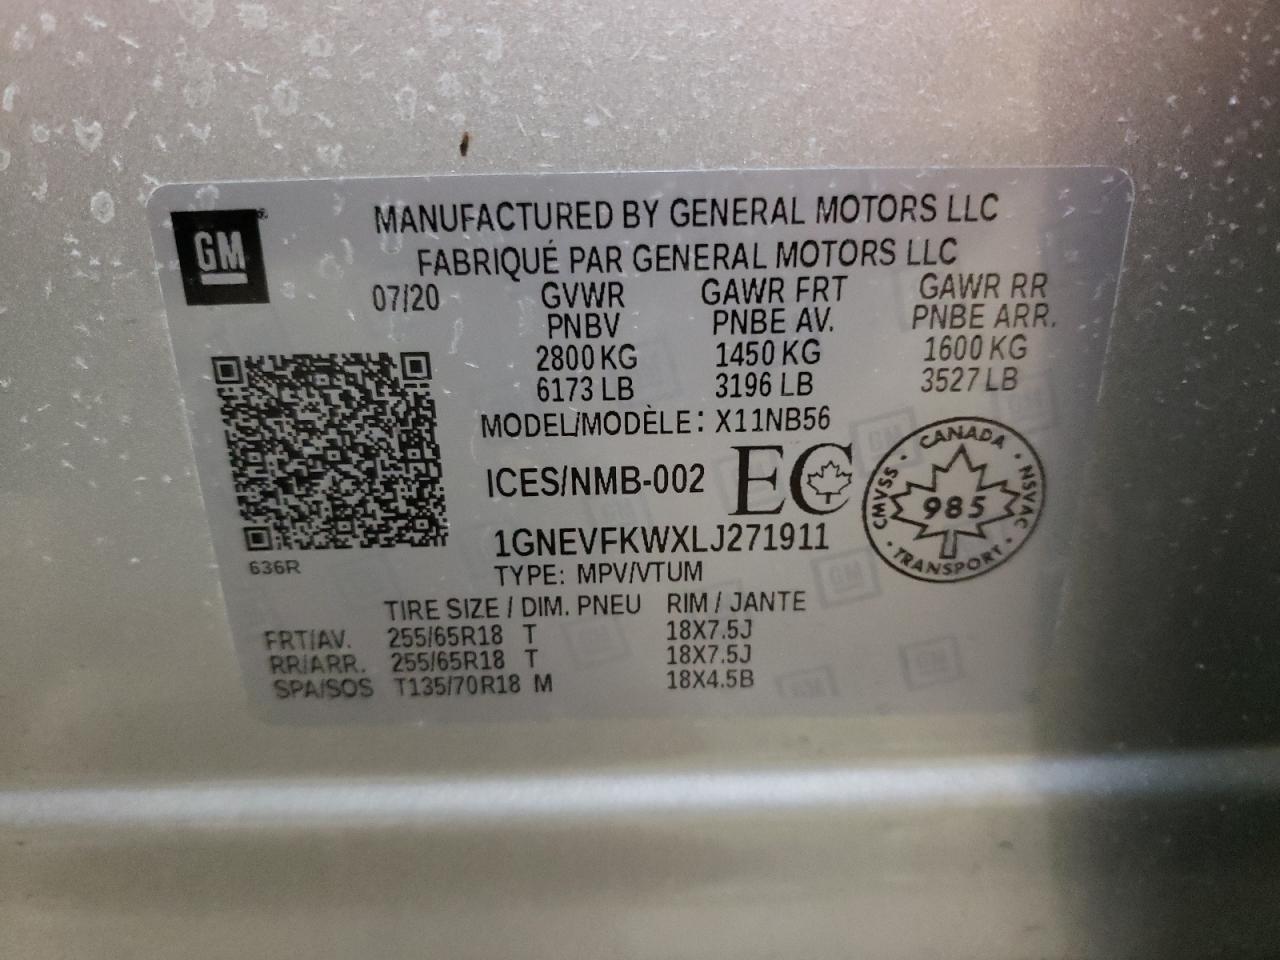 GM
MANUFACTURED BY GENERAL MOTORS LLC
FABRIQUÉ PAR GENERAL MOTORS LLC
07/20 GVWR GAWR FRT GAWR RR
PNBV PNBE AV. PNBE ARR.
2800 KG 1450 KG 1600 KG
6173 LB 3196 LB 3527 LB
MODEL/MODÈLE: X11NB56
ICES/NMB-002 EC
CANADA
CMVSS 985 NSVAC
TRANSPORT
1GNEVFKWXLJ271911
636R
TYPE: MPV/VTUM
TIRE SIZE / DIM. PNEU RIM / JANTE
FRT/AV. 255/65R18 T 18X7.5J
RR/ARR. 255/65R18 T 18X7.5J
SPA/SOS T135/70R18 M 18X4.5B